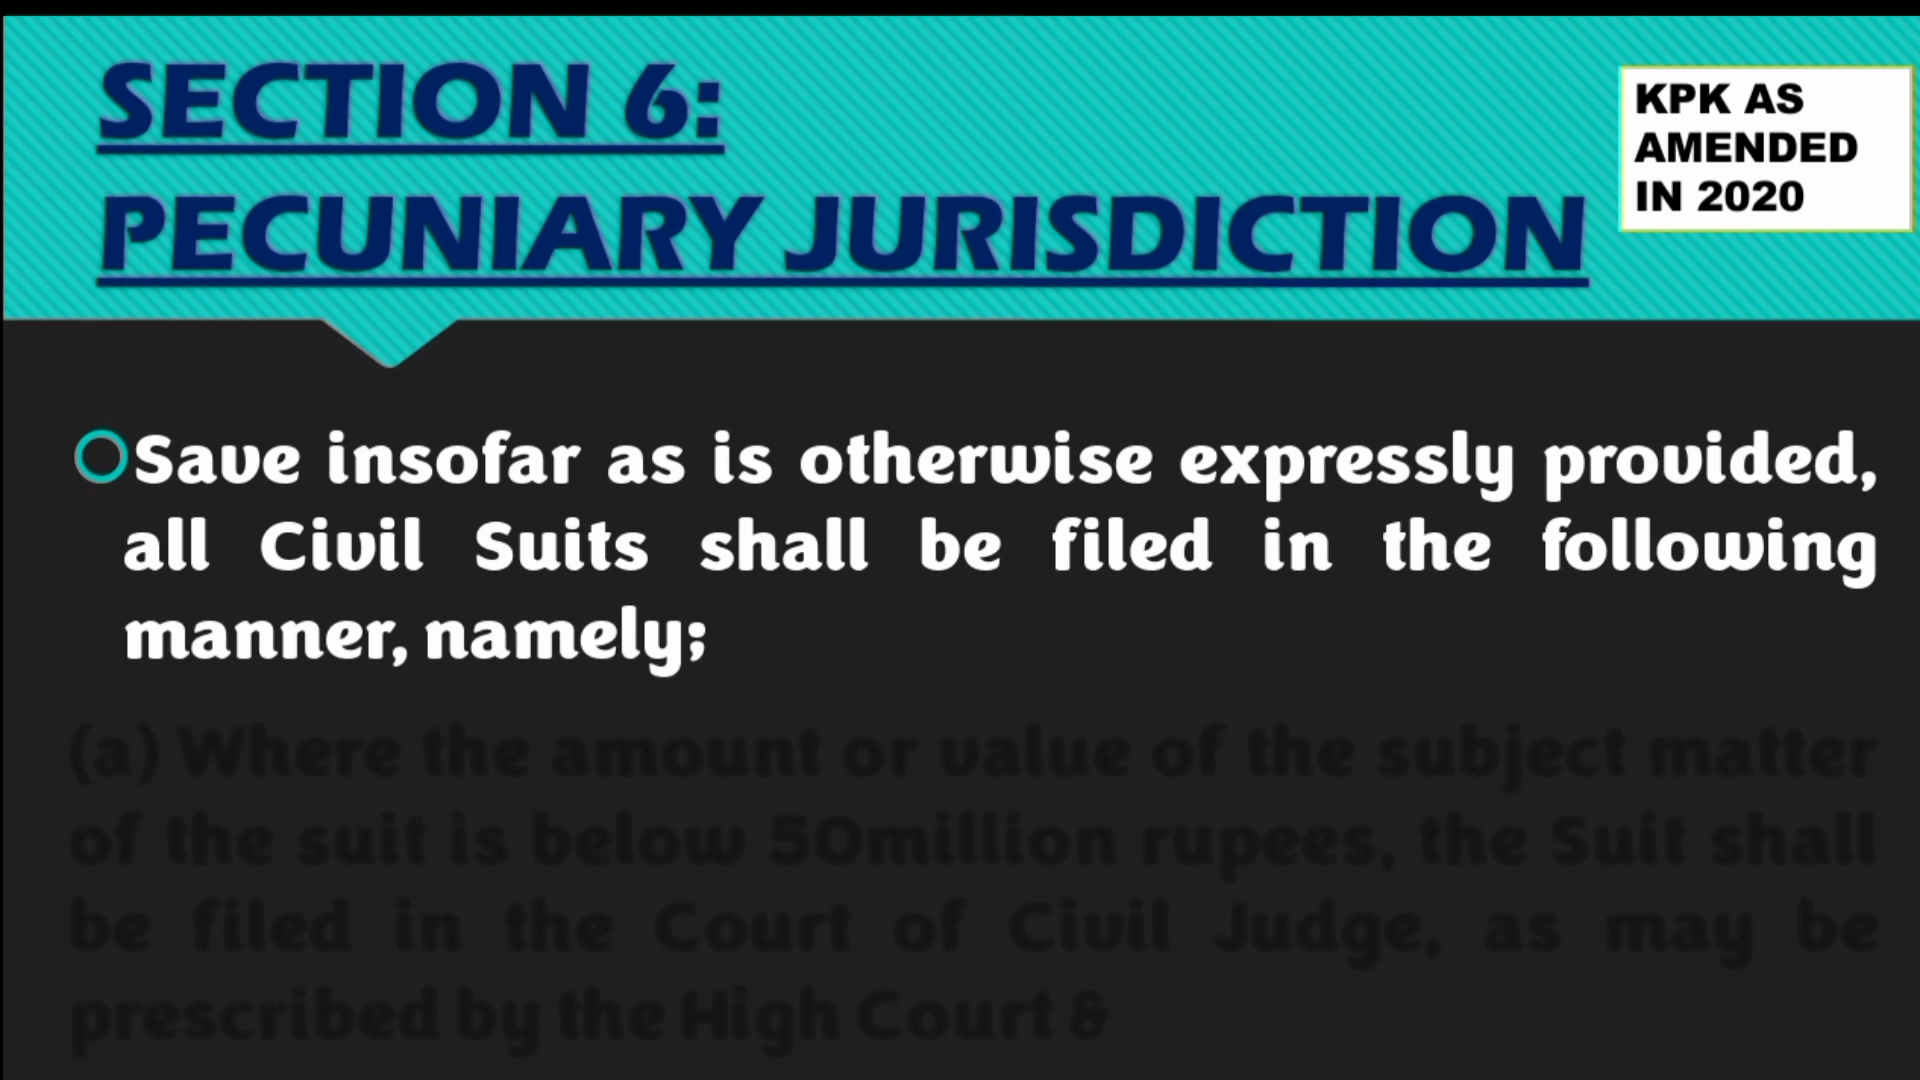 SECTION 6:
PECUNIARY JURISDICTION
KPK AS
AMENDED
IN 2020
Save insofar as is otherwise expressly provided,
all Civil Suits shall be filed in the following
manner, namely;
(a) Where the amount or value of the subject matter
of the suit is below 50million rupees, the Suit shall
be filed in the Court of Civil Judge, as may be
prescribed by the High Court &